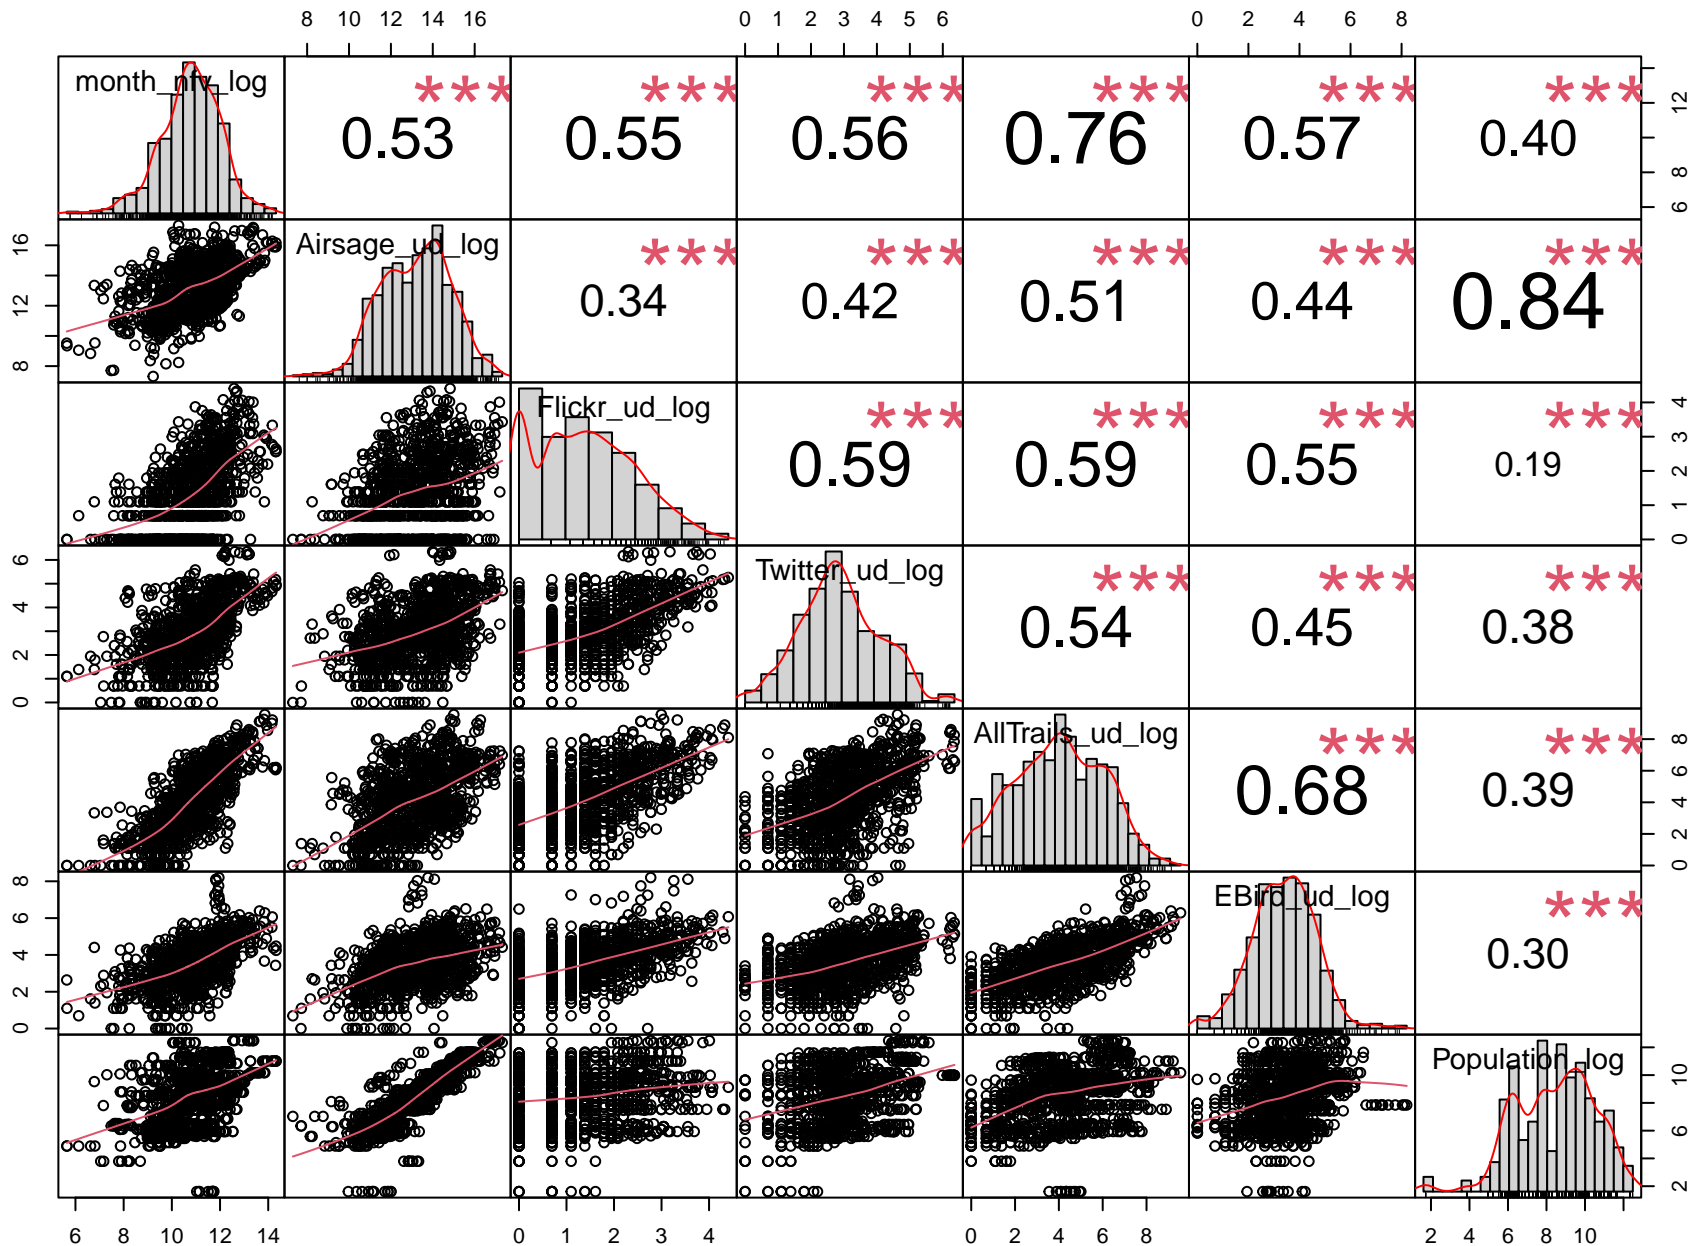 8 10 12 14 16 0 1 2 3 4 5 6 0 2 4 6 8
month_nfv_log *** 0.53 *** 0.55 *** 0.56 *** 0.76 *** 0.57 *** 0.40 6 8 12
8 12 16 Airsage_ud_log *** 0.34 *** 0.42 *** 0.51 *** 0.44 *** 0.84
Flickr_ud_log *** 0.59 *** 0.59 *** 0.55 *** 0.19 0 1 2 3 4
0 2 4 6 Twitter_ud_log *** 0.54 *** 0.45 *** 0.38
AllTrails_ud_log *** 0.68 *** 0.39 0 2 4 6 8
0 2 4 6 8 EBird_ud_log *** 0.30
Population_log 2 6 10
6 8 10 12 14 0 1 2 3 4 0 2 4 6 8 2 4 6 8 10